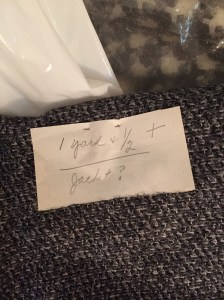 1 yard + 1/2 +
Jacket?